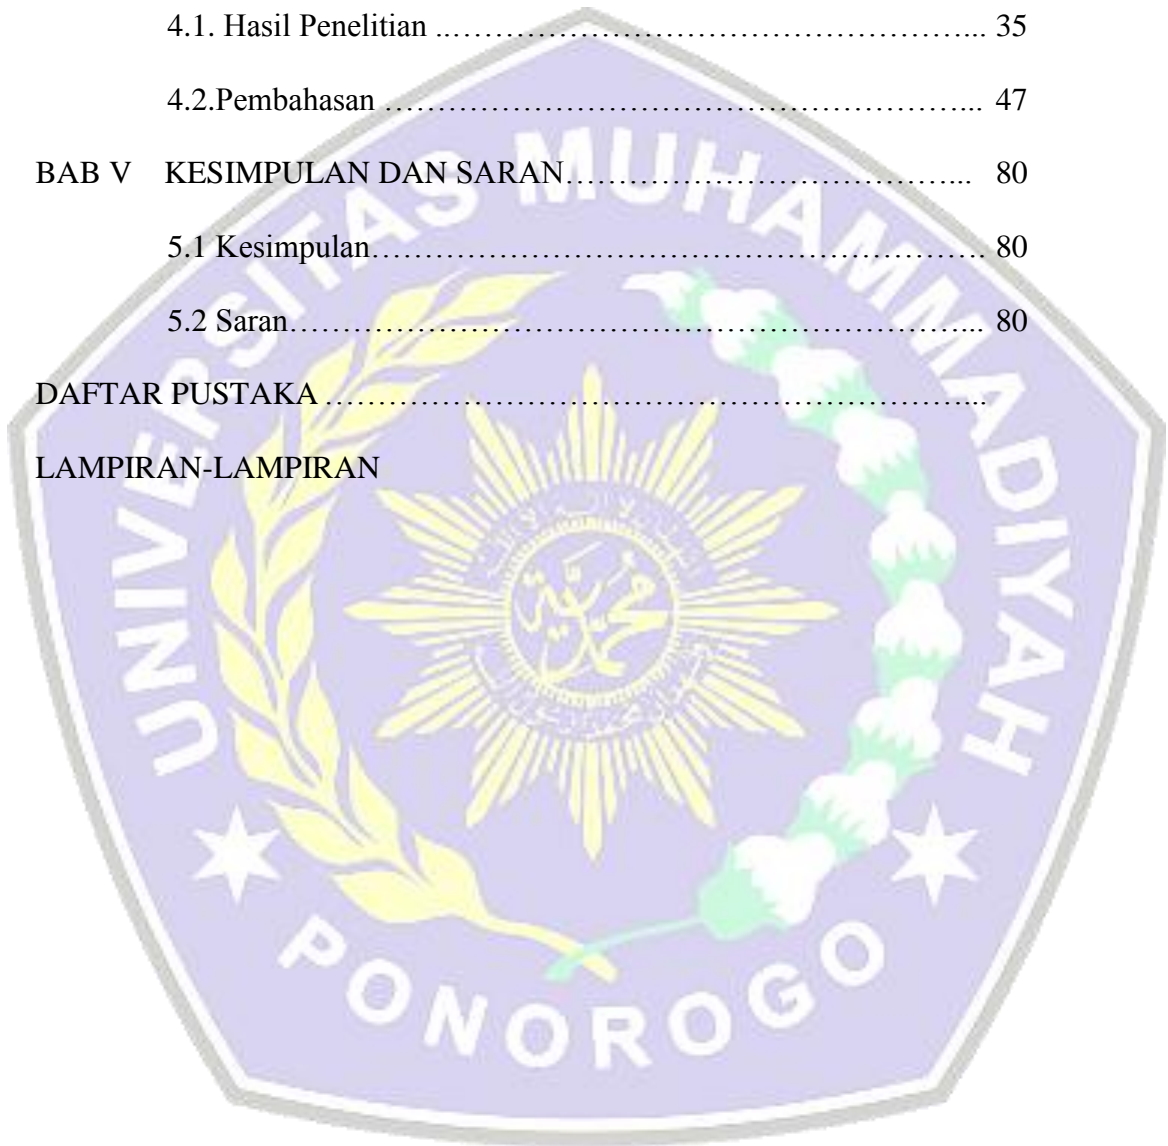 4.1. Hasil Penelitian ..…………………………………………………... 35
4.2.Pembahasan …………………………………………………... 47
BAB V KESIMPULAN DAN SARAN……………………………………... 80
5.1 Kesimpulan……………………………………………………. 80
5.2 Saran…………………………………………………………... 80
DAFTAR PUSTAKA …………………………………………………………...
LAMPIRAN-LAMPIRAN
UNIVERSITAS MUHAMMADIYAH
محمدية
PONOROGO